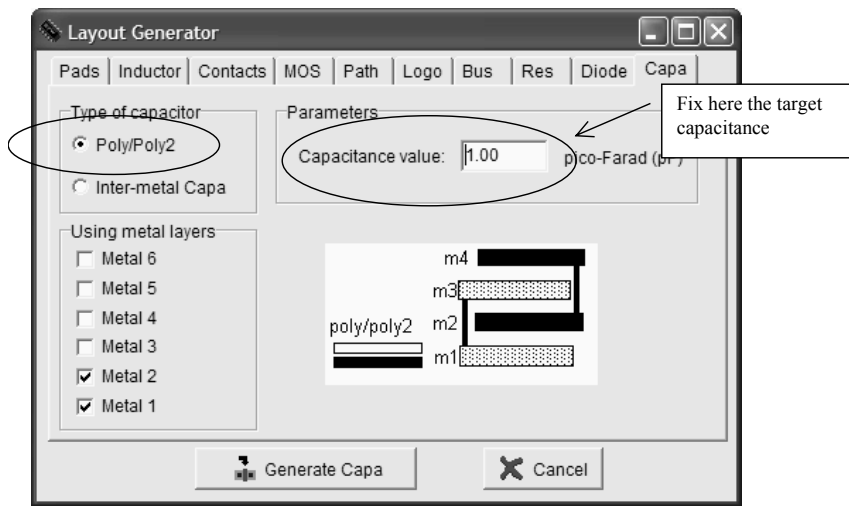 Layout Generator
Pads Inductor Contacts MOS Path Logo Bus Res Diode Capa
Type of capacitor
Poly/Poly2
Inter-metal Capa
Parameters
Capacitance value: 1.00 pico-Farad (pF)
Fix here the target
capacitance
Using metal layers
Metal 6
Metal 5
Metal 4
Metal 3
Metal 2
Metal 1
m4
m3
poly/poly2 m2
m1
Generate Capa Cancel